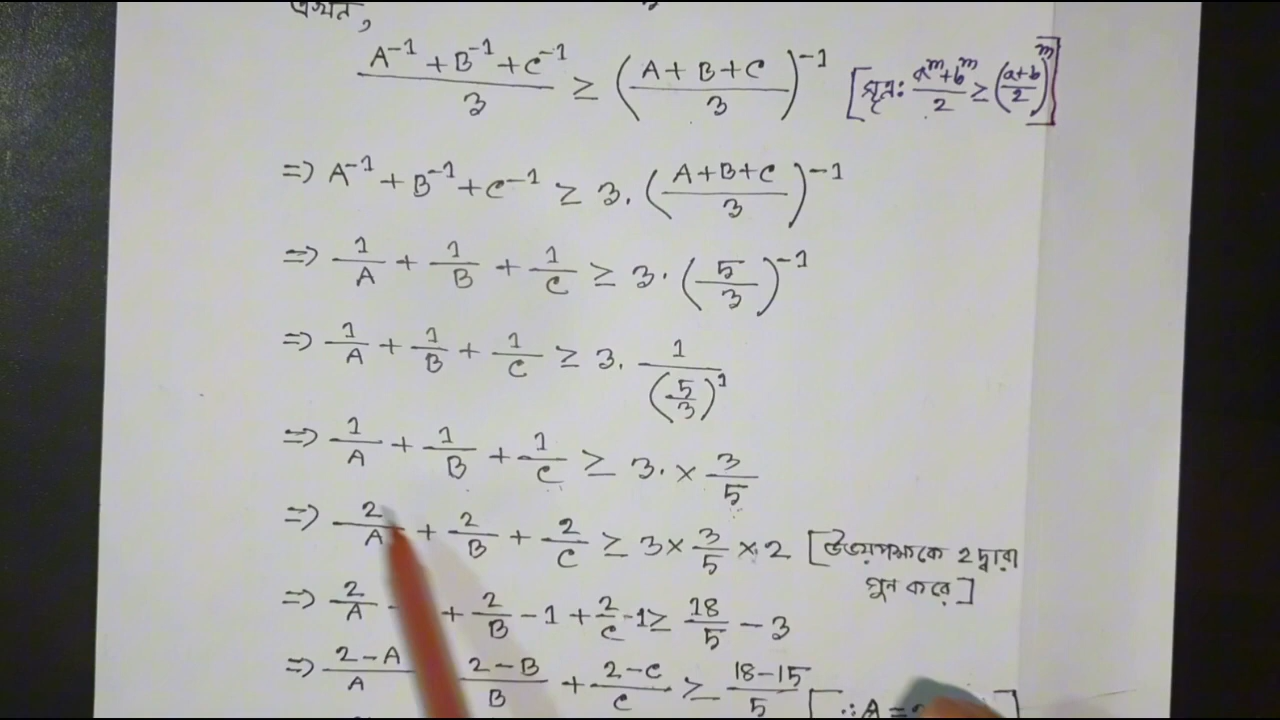 এখন,
(A⁻¹ + B⁻¹ + C⁻¹)/3 ≥ ((A + B + C)/3)⁻¹ [সূত্র: (aᵐ + bᵐ)/2 ≥ ((a+b)/2)ᵐ]
⇒ A⁻¹ + B⁻¹ + C⁻¹ ≥ 3. ((A+B+C)/3)⁻¹
⇒ 1/A + 1/B + 1/C ≥ 3. (5/3)⁻¹
⇒ 1/A + 1/B + 1/C ≥ 3. 1/(5/3)¹
⇒ 1/A + 1/B + 1/C ≥ 3. × 3/5
⇒ 2/A + 2/B + 2/C ≥ 3 × 3/5 × 2 [উভয়পক্ষকে 2 দ্বারা
গুন করে]
⇒ 2/A + 2/B - 1 + 2/C - 1 ≥ 18/5 - 3
⇒ (2-A)/A (2-B)/B + (2-C)/C ≥ (18-15)/5 [∴A =